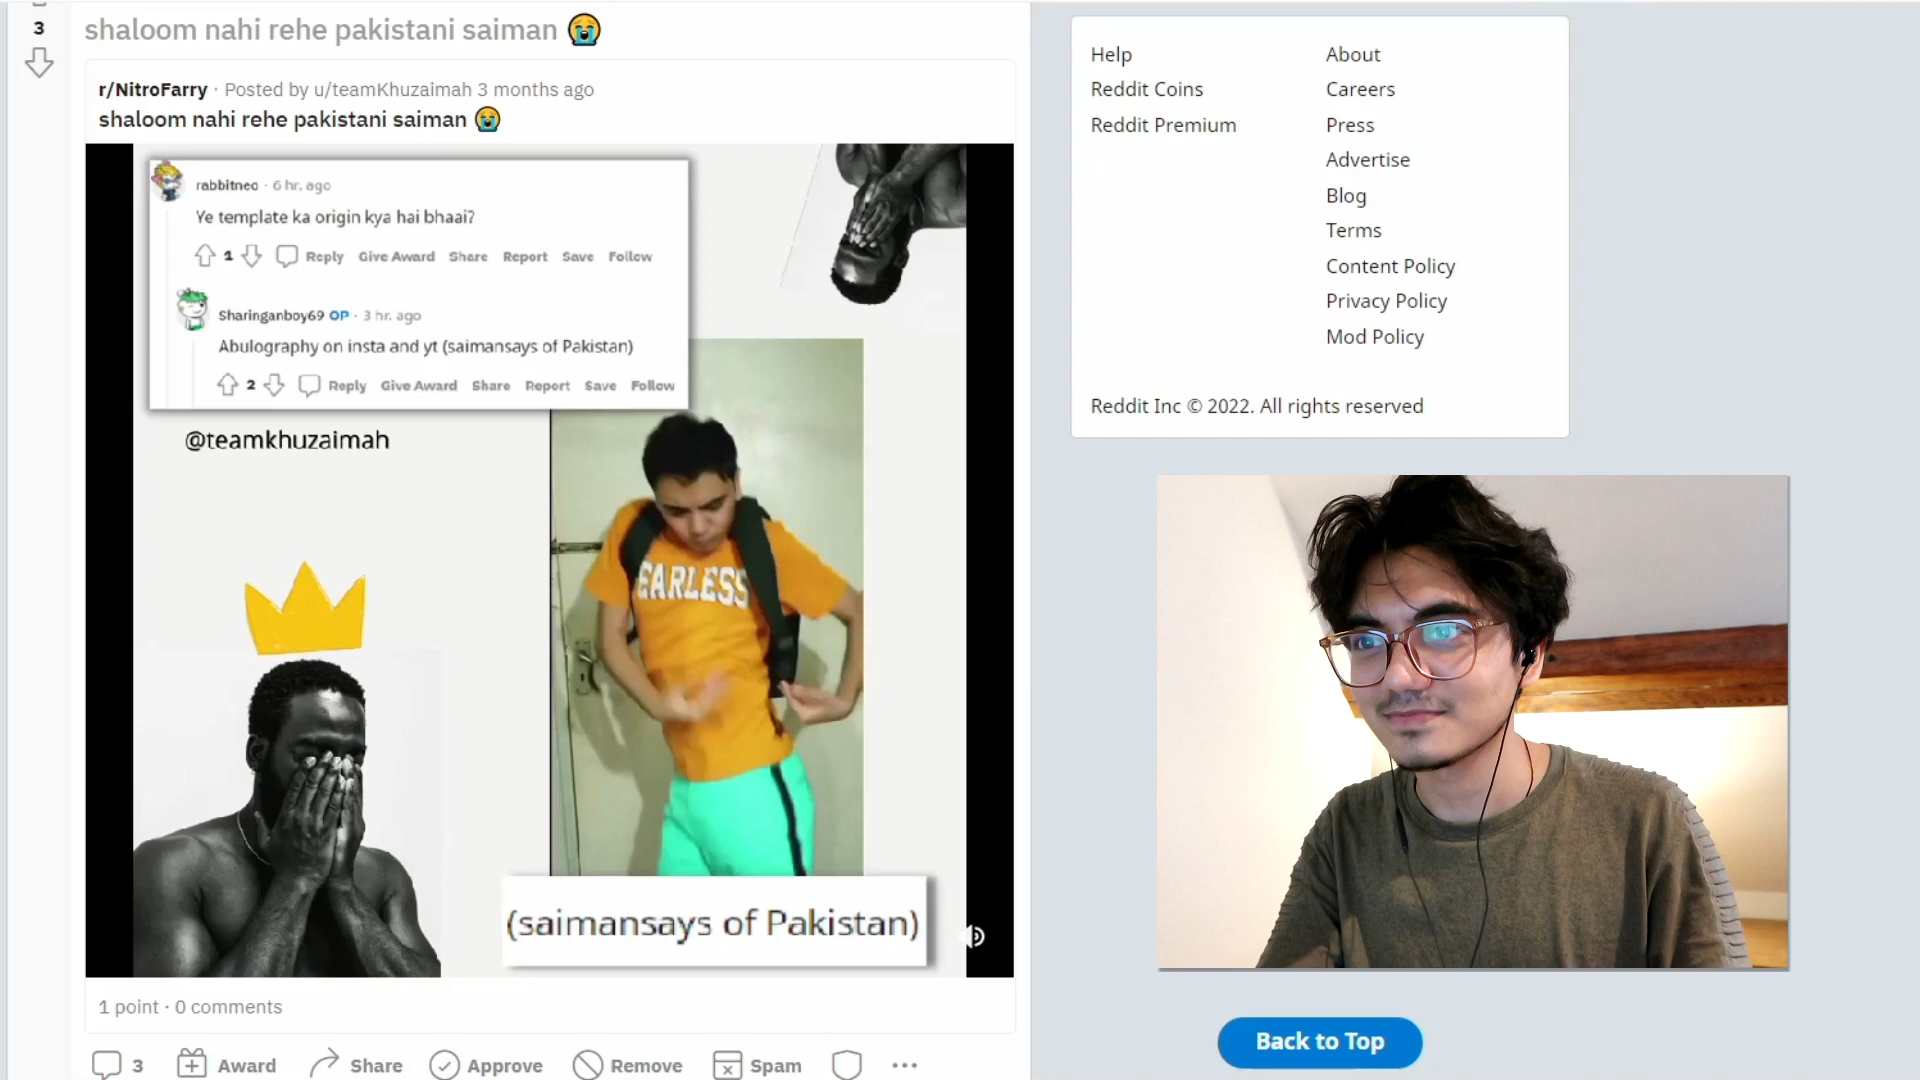 3
shaloom nahi rehe pakistani saiman 😭
r/NitroFarry · Posted by u/teamKhuzaimah 3 months ago
shaloom nahi rehe pakistani saiman 😭
rabbitneo · 6 hr. ago
Ye template ka origin kya hai bhaai?
1 Reply Give Award Share Report Save Follow
Sharinganboy69 OP · 3 hr. ago
Abulography on insta and yt (saimansays of Pakistan)
2 Reply Give Award Share Report Save Follow
@teamkhuzaimah
EARLESS
(saimansays of Pakistan)
1 point · 0 comments
3 Award Share Approve Remove Spam
Help
Reddit Coins
Reddit Premium
About
Careers
Press
Advertise
Blog
Terms
Content Policy
Privacy Policy
Mod Policy
Reddit Inc © 2022. All rights reserved
Back to Top